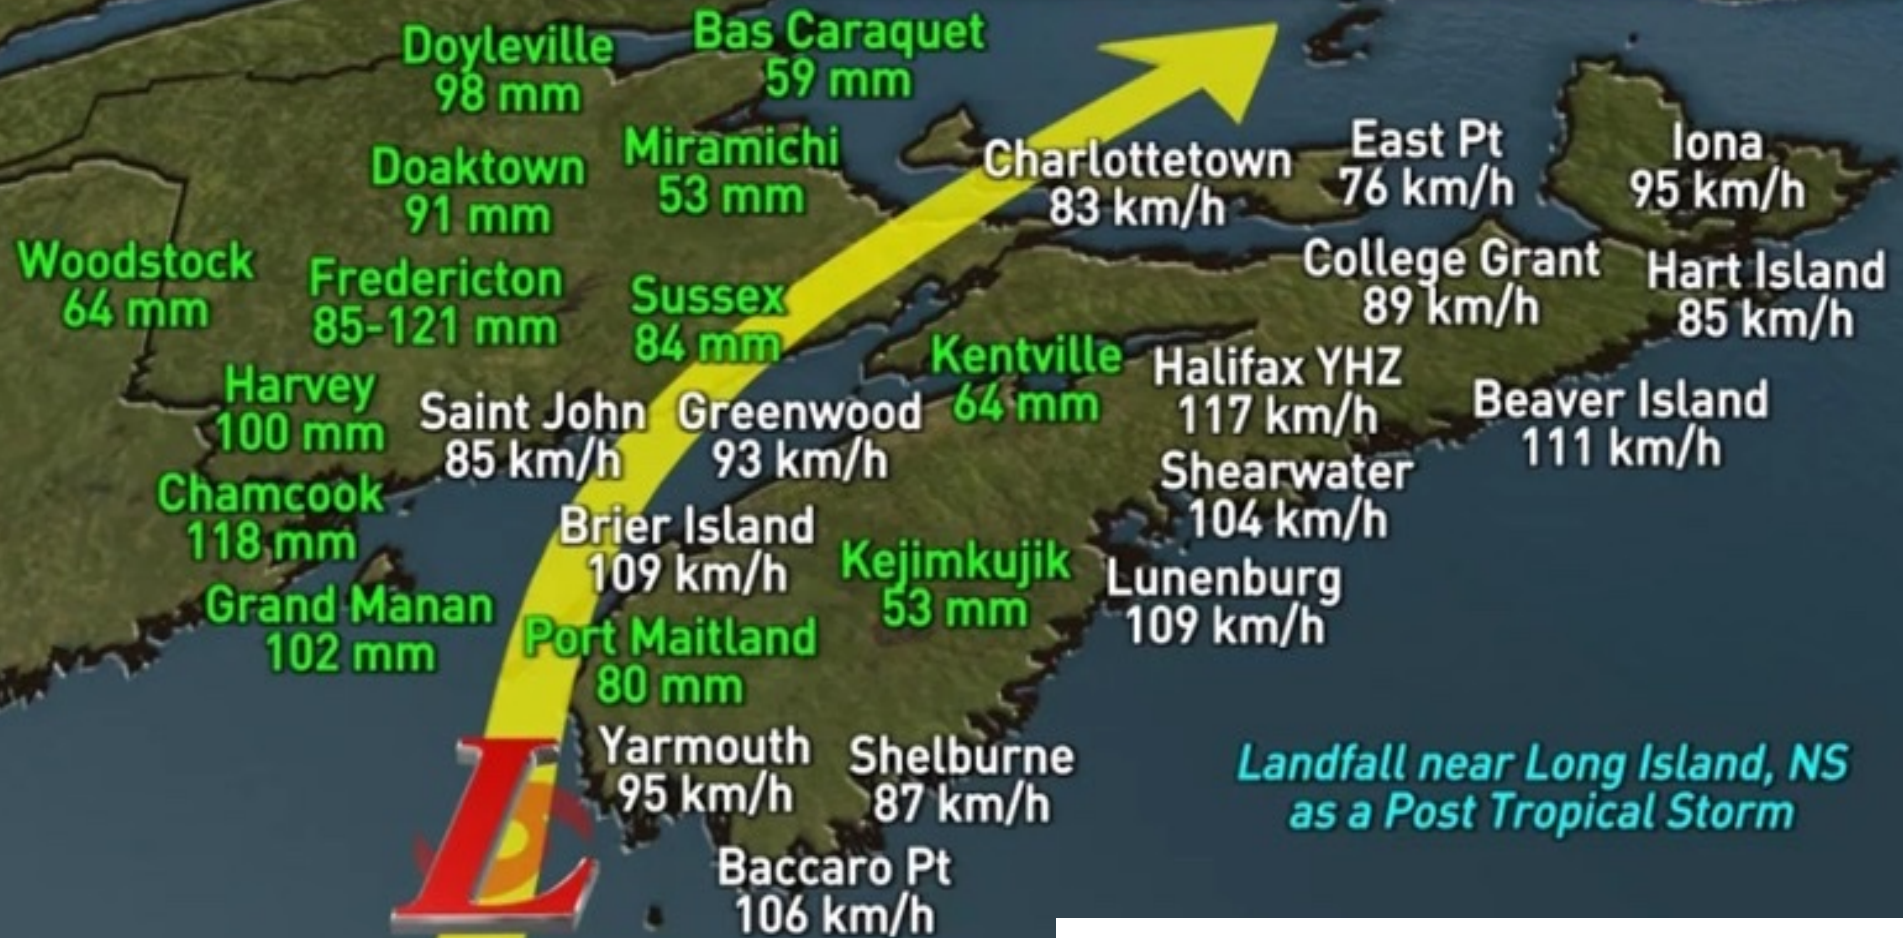 Doyleville
98 mm
Bas Caraquet
59 mm
Doaktown
91 mm
Miramichi
53 mm
Charlottetown
83 km/h
East Pt
76 km/h
Iona
95 km/h
Woodstock
64 mm
Fredericton
85-121 mm
Sussex
84 mm
College Grant
89 km/h
Hart Island
85 km/h
Harvey
100 mm
Saint John
85 km/h
Greenwood
93 km/h
Kentville
64 mm
Halifax YHZ
117 km/h
Beaver Island
111 km/h
Chamcook
118 mm
Brier Island
109 km/h
Shearwater
104 km/h
Grand Manan
102 mm
Port Maitland
80 mm
Kejimkujik
53 mm
Lunenburg
109 km/h
Yarmouth
95 km/h
Shelburne
87 km/h
Landfall near Long Island, NS
as a Post Tropical Storm
L
Baccaro Pt
106 km/h